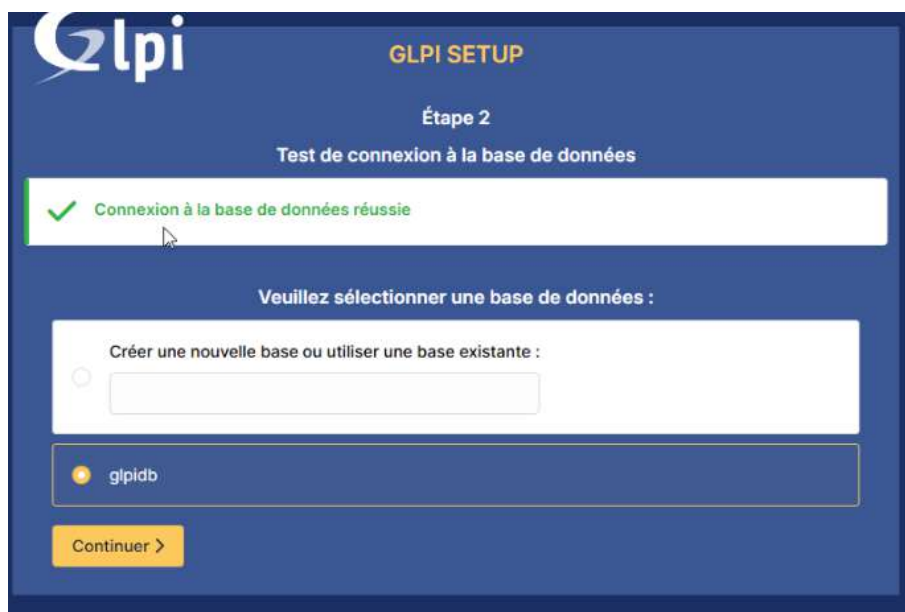 Glpi
GLPI SETUP
Étape 2
Test de connexion à la base de données
Connexion à la base de données réussie
Veuillez sélectionner une base de données :
Créer une nouvelle base ou utiliser une base existante :
glpidb
Continuer >